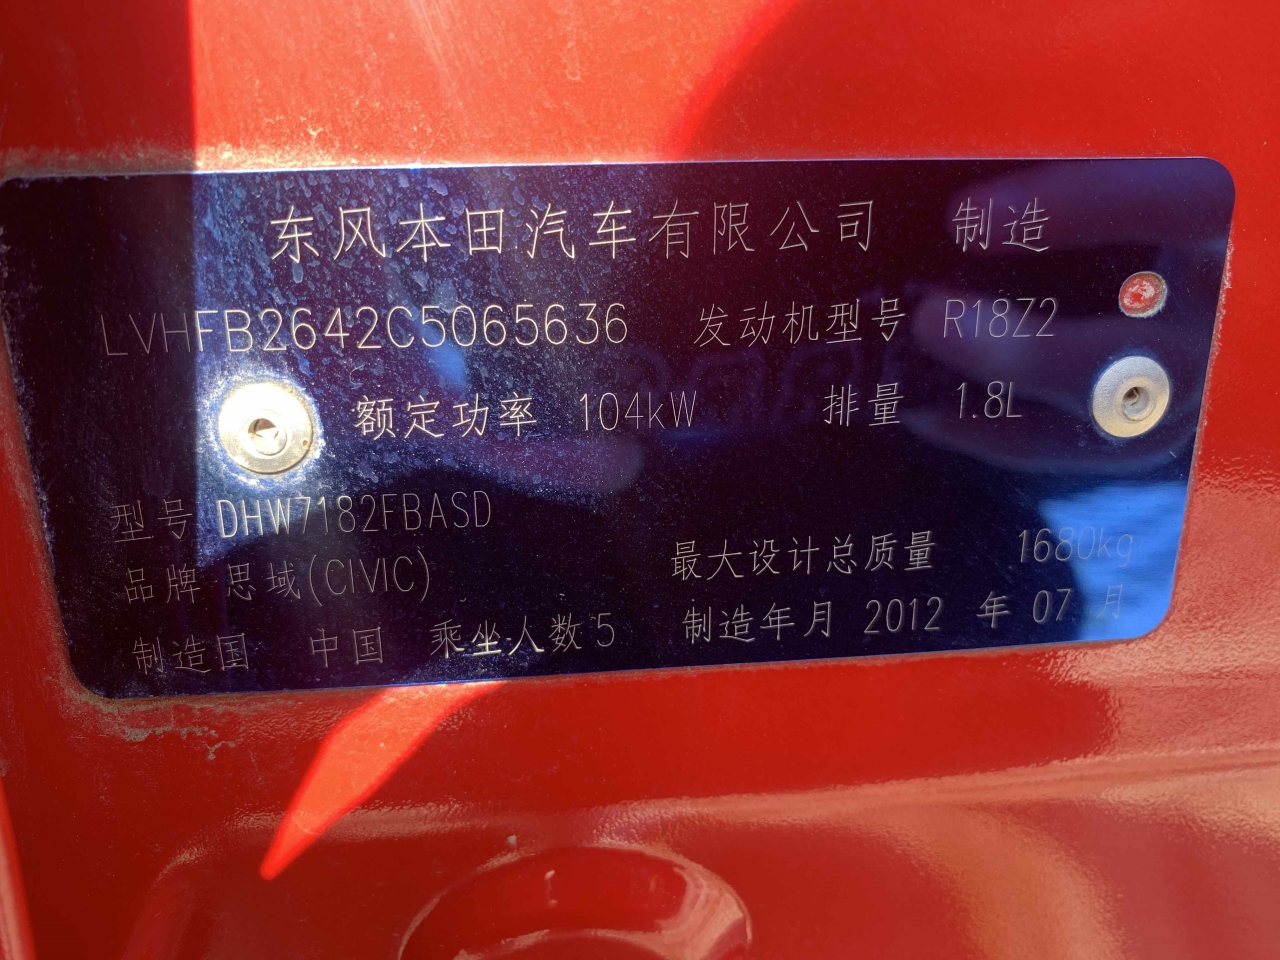 东风本田汽车有限公司 制造
LVHFB2642C5065636 发动机型号 R18Z2
额定功率 104kW 排量 1.8L
型号 DHW7182FBASD
最大设计总质量 1680kg
品牌 思域(CIVIC)
制造国 中国 乘坐人数5 制造年月 2012 年 07 月